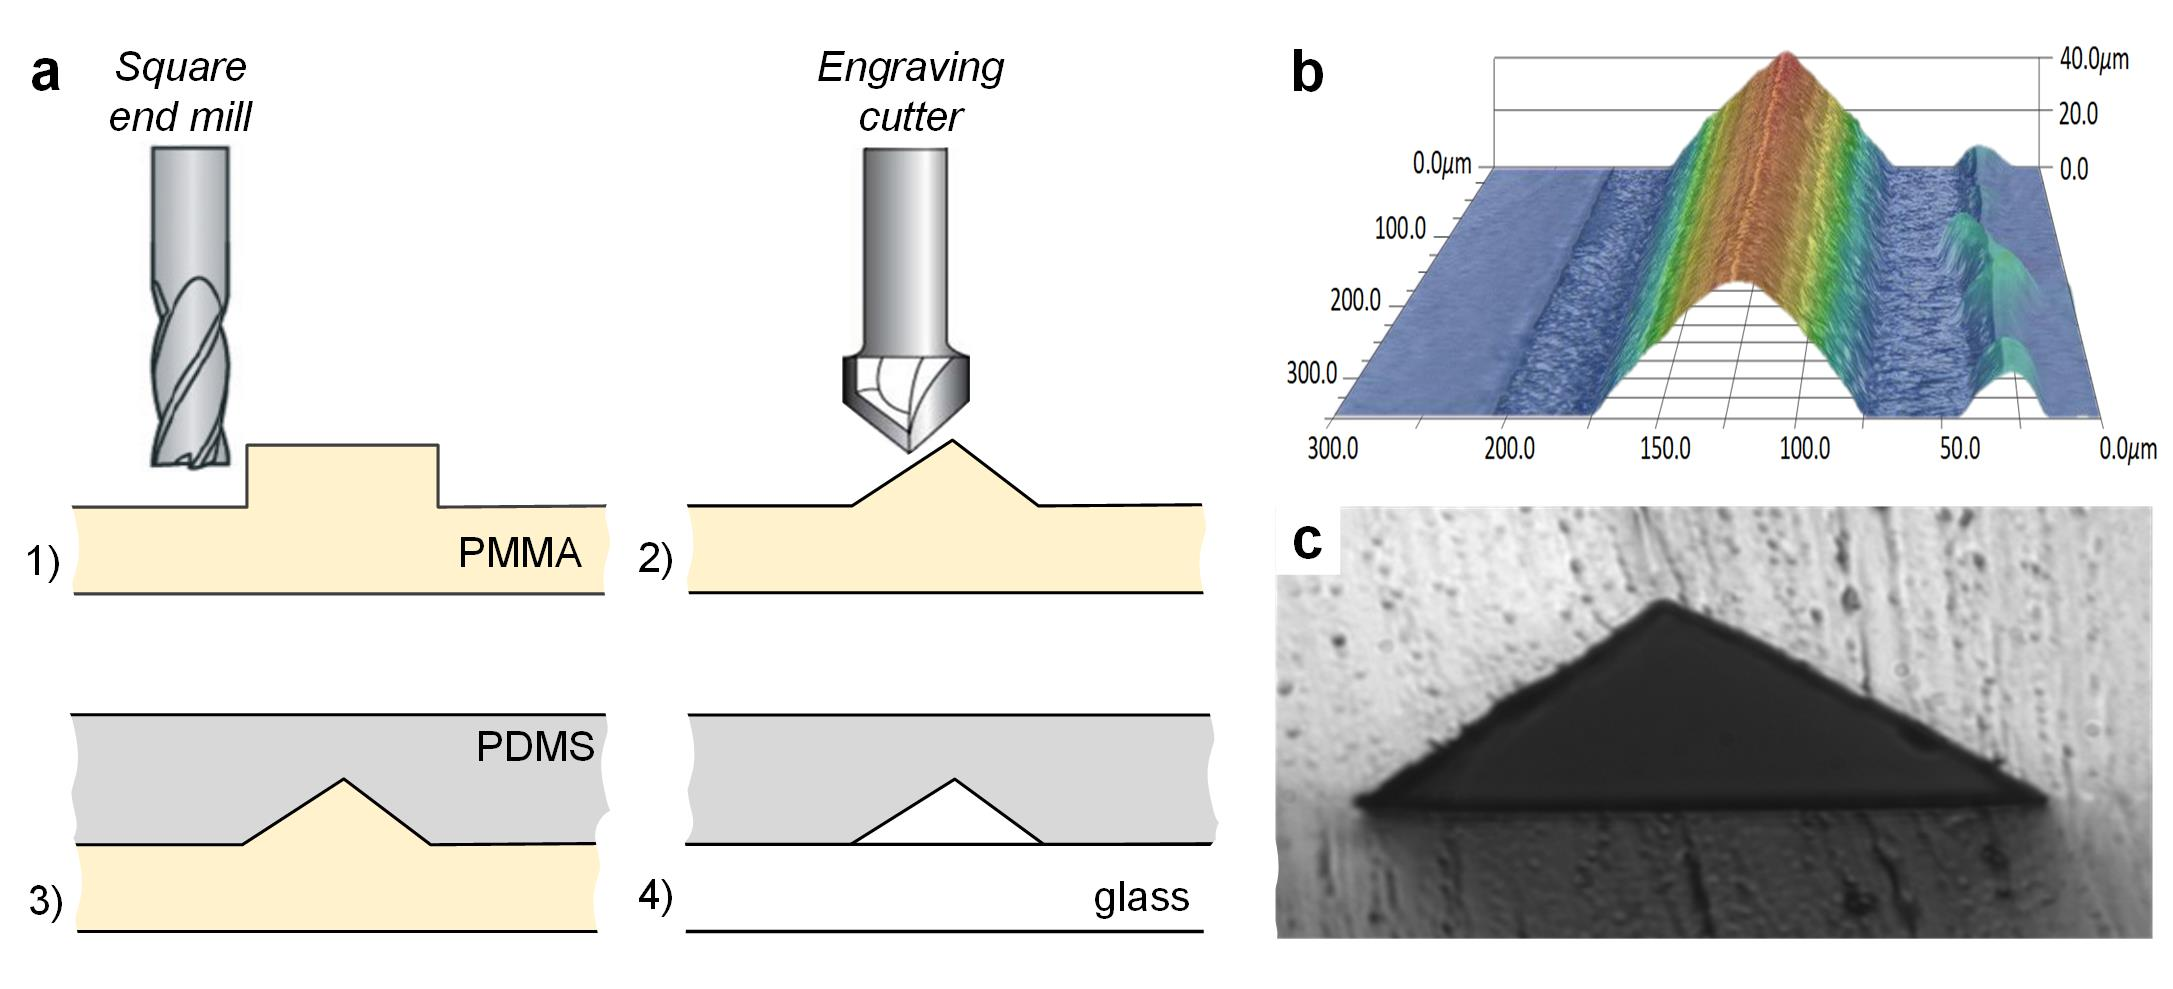 a
Square
end mill
Engraving
cutter
1)
PMMA
2)
3)
PDMS
4)
glass
b
40.0µm
20.0
0.0
0.0µm
100.0
200.0
300.0
300.0
200.0
150.0
100.0
50.0
0.0µm
c